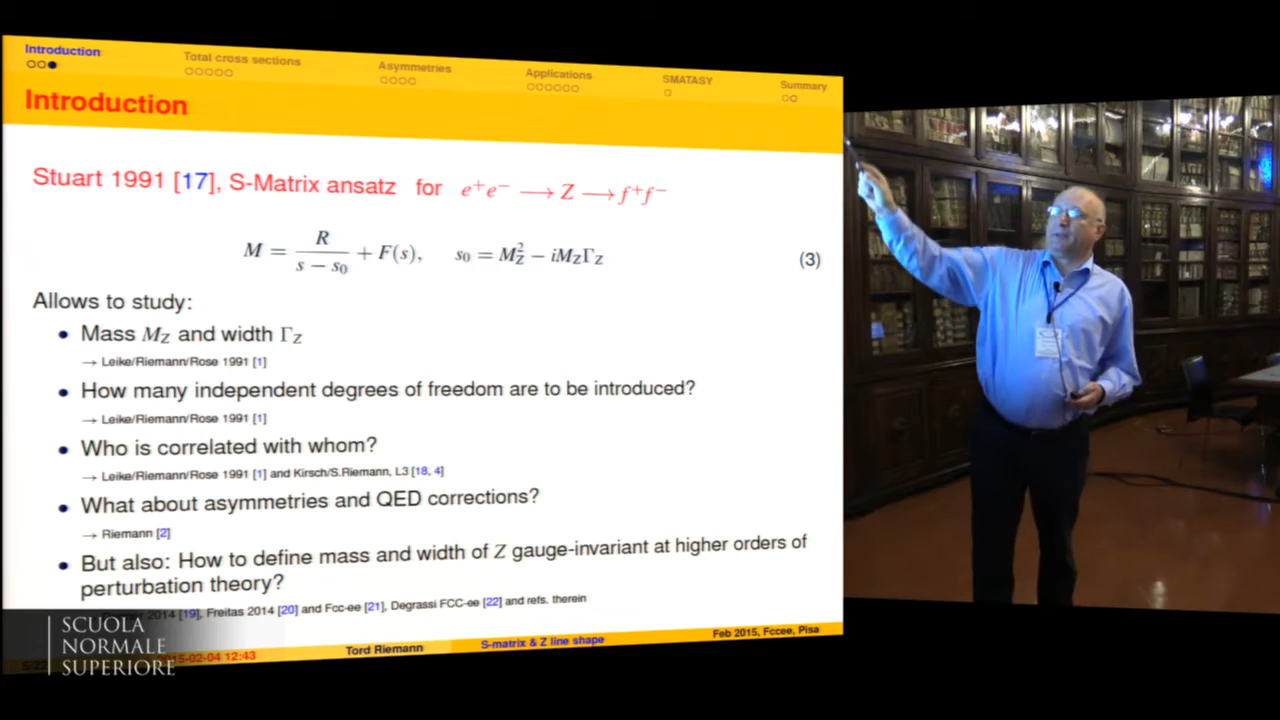 Introduction Total cross sections Asymmetries Applications SMATASY Summary
Introduction
Stuart 1991 [17], S-Matrix ansatz for e⁺e⁻ ⟶ Z ⟶ f⁺f⁻
M = R / (s − s₀) + F(s), s₀ = M_Z² − iM_ZΓ_Z (3)
Allows to study:
• Mass M_Z and width Γ_Z
→ Leike/Riemann/Rose 1991 [1]
• How many independent degrees of freedom are to be introduced?
→ Leike/Riemann/Rose 1991 [1]
• Who is correlated with whom?
→ Leike/Riemann/Rose 1991 [1] and Kirsch/S.Riemann, L3 [18, 4]
• What about asymmetries and QED corrections?
→ Riemann [2]
• But also: How to define mass and width of Z gauge-invariant at higher orders of
perturbation theory?
2014 [19], Freitas 2014 [20] and Fcc-ee [21], Degrassi FCC-ee [22] and refs. therein
2015-02-04 12:43 Tord Riemann S-matrix & Z line shape Feb 2015, Fccee, Pisa
SCUOLA
NORMALE
SUPERIORE